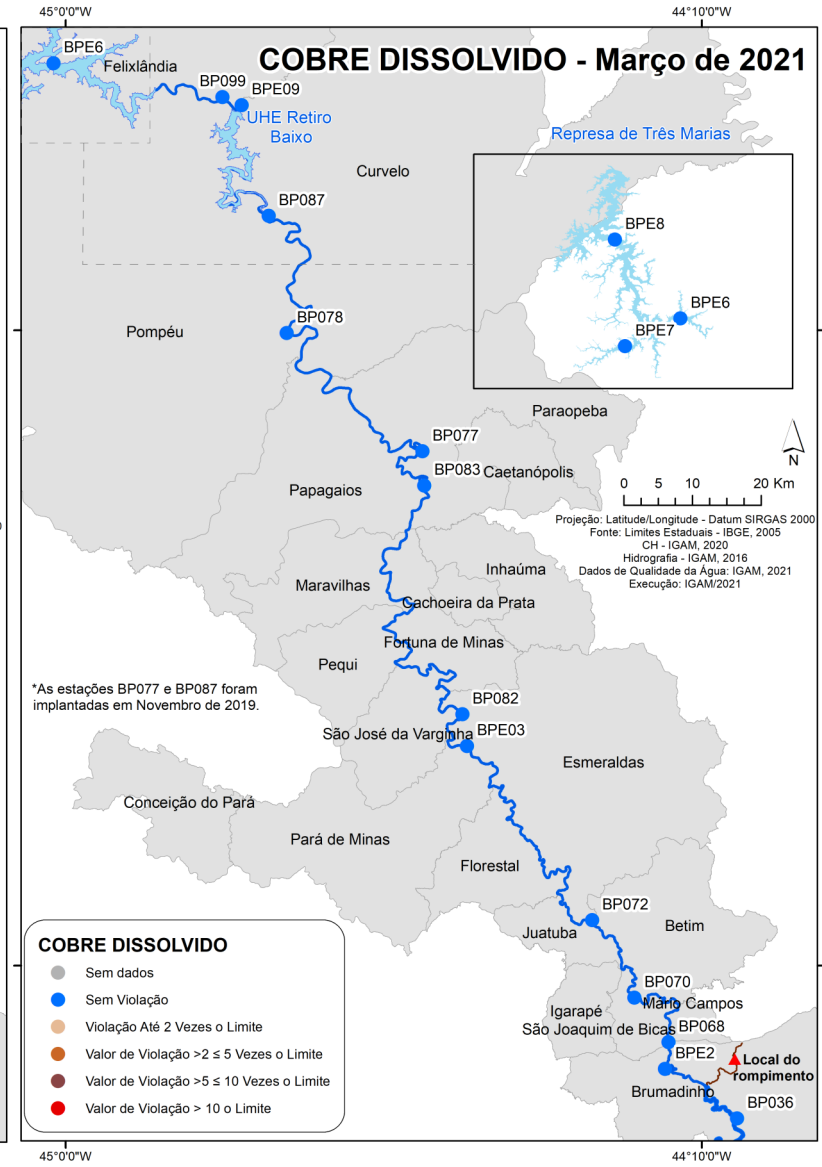 45°0'0"W
44°10'0"W
COBRE DISSOLVIDO - Março de 2021
BPE6
Felixlândia
BP099
BPE09
UHE Retiro
Baixo
Represa de Três Marias
Curvelo
BP087
BPE8
BPE6
BPE7
BP078
Pompéu
Paraopeba
N
BP077
BP083
Caetanópolis
Papagaios
0 5 10 20 Km
Projeção: Latitude/Longitude - Datum SIRGAS 2000
Fonte: Limites Estaduais - IBGE, 2005
CH - IGAM, 2020
Hidrografia - IGAM, 2016
Dados de Qualidade da Água: IGAM, 2021
Execução: IGAM/2021
Inhaúma
Maravilhas
Cachoeira da Prata
Fortuna de Minas
Pequi
*As estações BP077 e BP087 foram
implantadas em Novembro de 2019.
BP082
BPE03
São José da Varginha
Esmeraldas
Conceição do Pará
Pará de Minas
Florestal
BP072
Juatuba
Betim
BP070
Mário Campos
Igarapé
São Joaquim de Bicas
BP068
BPE2
Local do
rompimento
Brumadinho
BP036
COBRE DISSOLVIDO
Sem dados
Sem Violação
Violação Até 2 Vezes o Limite
Valor de Violação >2 ≤ 5 Vezes o Limite
Valor de Violação >5 ≤ 10 Vezes o Limite
Valor de Violação > 10 o Limite
45°0'0"W
44°10'0"W